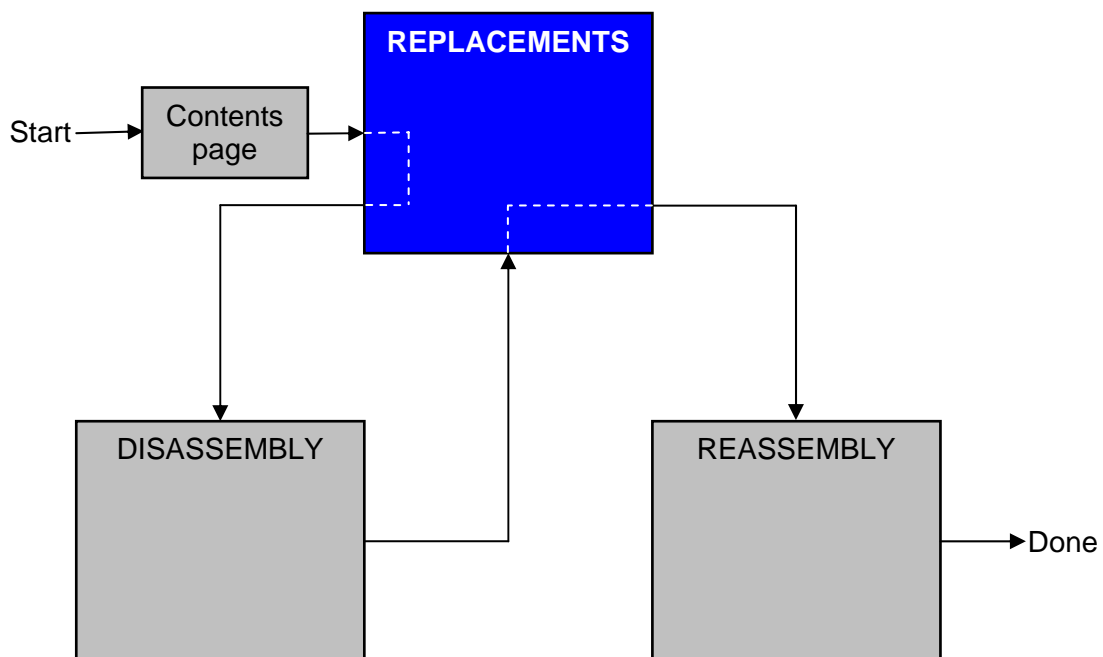 REPLACEMENTS
Start
Contents
page
DISASSEMBLY
REASSEMBLY
Done